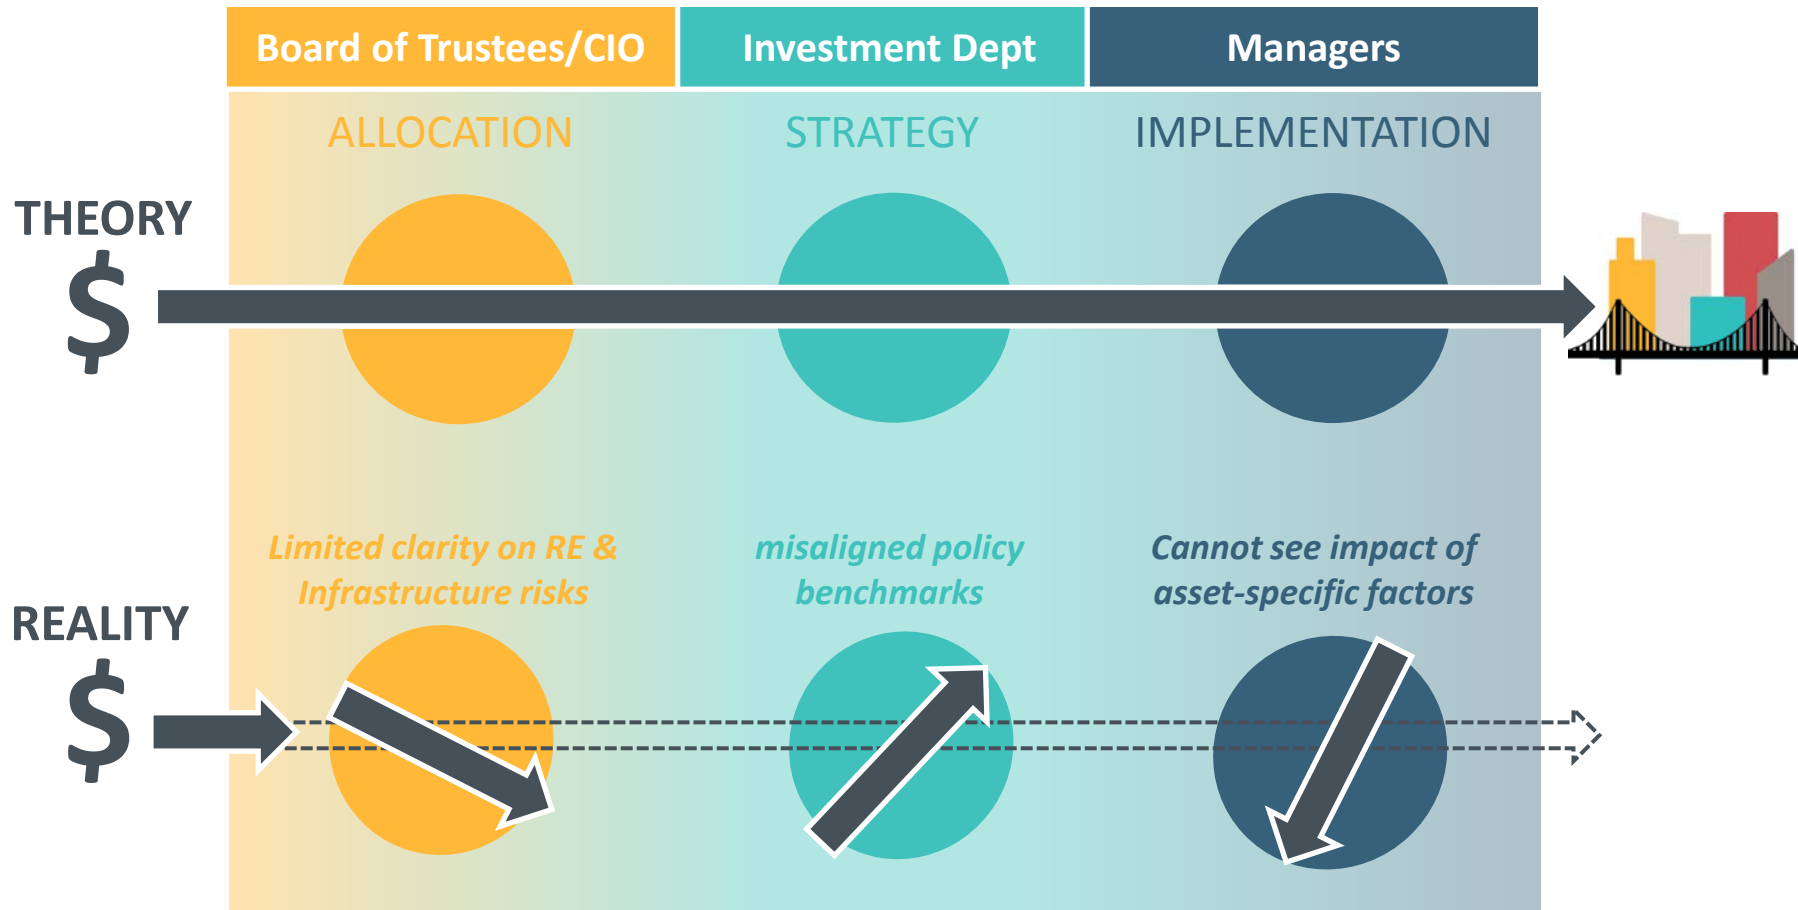 Board of Trustees/CIO
Investment Dept
Managers
ALLOCATION
STRATEGY
IMPLEMENTATION
THEORY
$
Limited clarity on RE &
Infrastructure risks
misaligned policy
benchmarks
Cannot see impact of
asset-specific factors
REALITY
$